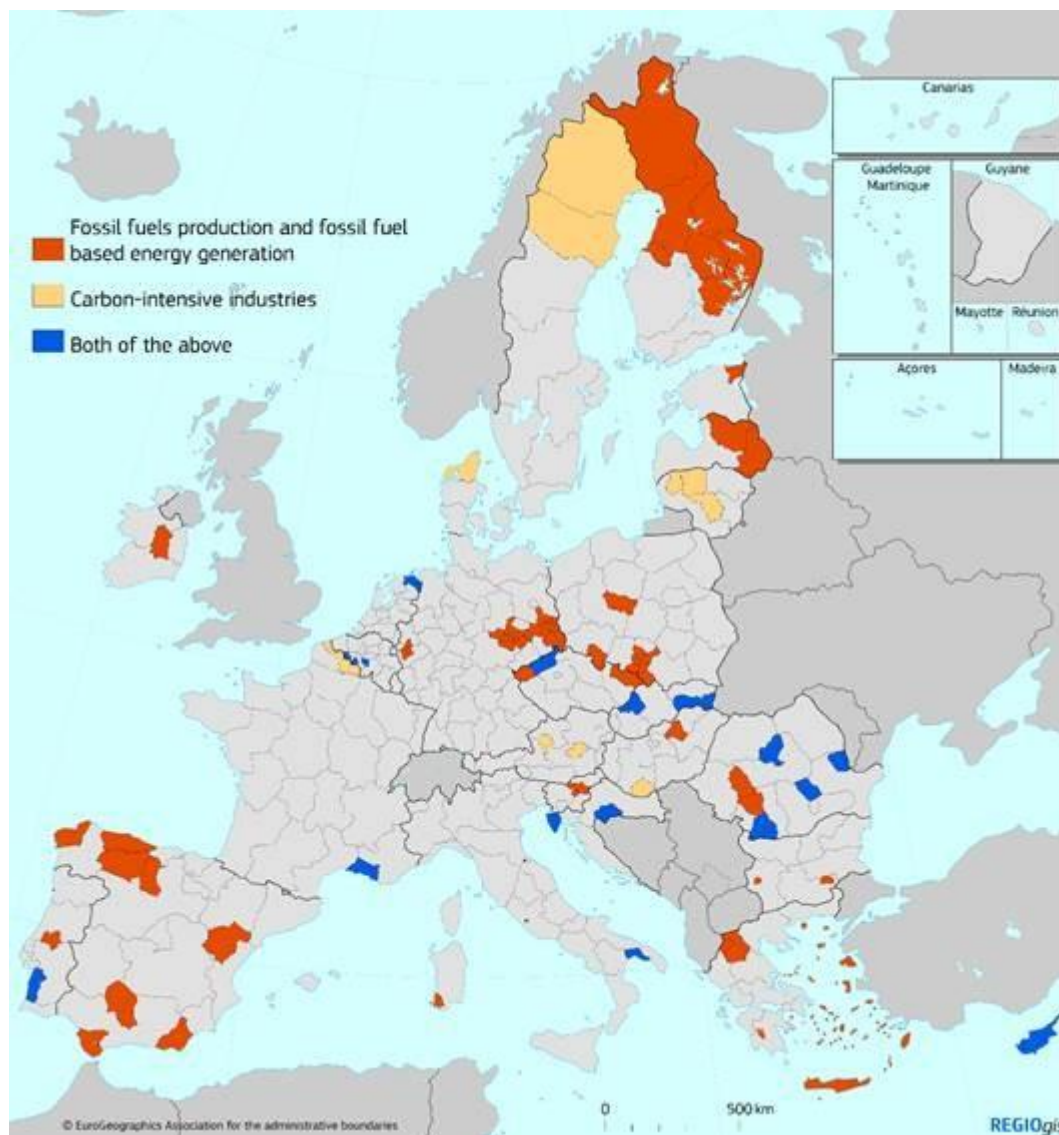 Canarias
Guadeloupe
Martinique
Guyane
Mayotte
Réunion
Açores
Madeira
Fossil fuels production and fossil fuel
based energy generation
Carbon-intensive industries
Both of the above
0
500 km
© EuroGeographics Association for the administrative boundaries
REGIOgis